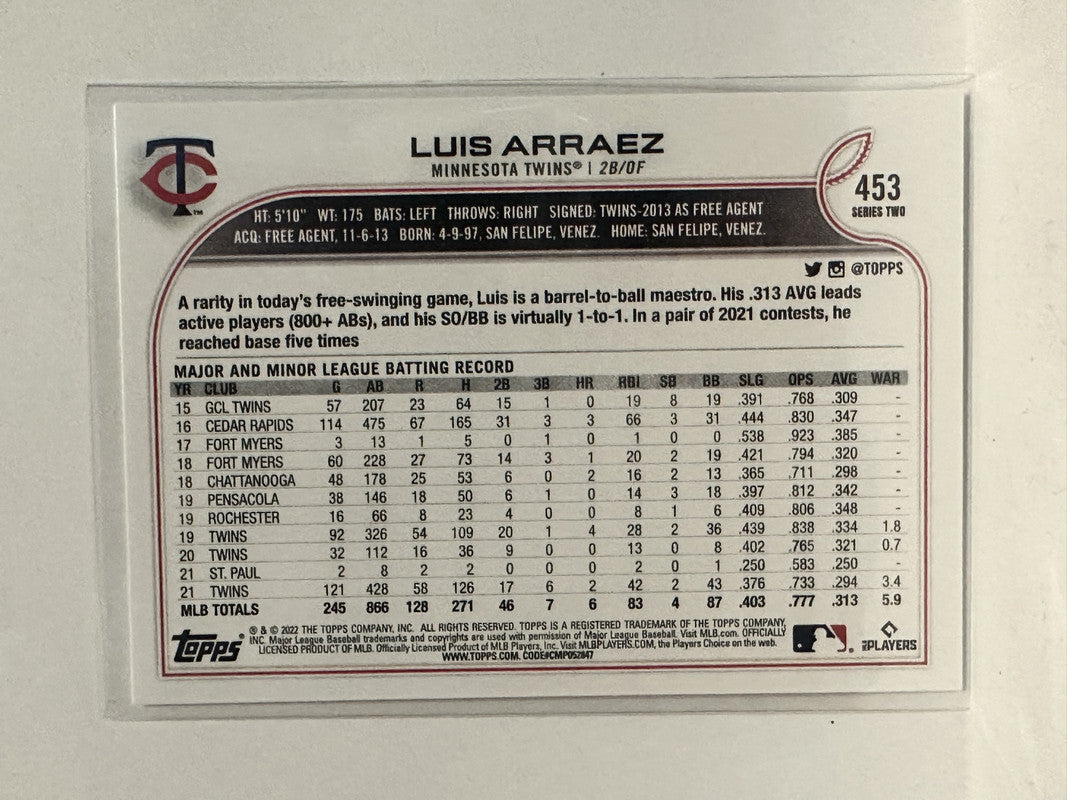 TC
™
LUIS ARRAEZ
MINNESOTA TWINS® | 2B/OF
453
SERIES TWO
HT: 5'10" WT: 175 BATS: LEFT THROWS: RIGHT SIGNED: TWINS-2013 AS FREE AGENT
ACQ: FREE AGENT, 11-6-13 BORN: 4-9-97, SAN FELIPE, VENEZ. HOME: SAN FELIPE, VENEZ.
@TOPPS
A rarity in today's free-swinging game, Luis is a barrel-to-ball maestro. His .313 AVG leads
active players (800+ ABs), and his SO/BB is virtually 1-to-1. In a pair of 2021 contests, he
reached base five times
MAJOR AND MINOR LEAGUE BATTING RECORD
YR CLUB G AB R H 2B 3B HR RBI SB BB SLG OPS AVG WAR
15 GCL TWINS 57 207 23 64 15 1 0 19 8 19 .391 .768 .309 -
16 CEDAR RAPIDS 114 475 67 165 31 3 3 66 3 31 .444 .830 .347 -
17 FORT MYERS 3 13 1 5 0 1 0 1 0 0 .538 .923 .385 -
18 FORT MYERS 60 228 27 73 14 3 1 20 2 19 .421 .794 .320 -
18 CHATTANOOGA 48 178 25 53 6 0 2 16 2 13 .365 .711 .298 -
19 PENSACOLA 38 146 18 50 6 1 0 14 3 18 .397 .812 .342 -
19 ROCHESTER 16 66 8 23 4 0 0 8 1 6 .409 .806 .348 -
19 TWINS 92 326 54 109 20 1 4 28 2 36 .439 .838 .334 1.8
20 TWINS 32 112 16 36 9 0 0 13 0 8 .402 .765 .321 0.7
21 ST. PAUL 2 8 2 2 0 0 0 2 0 1 .250 .583 .250 -
21 TWINS 121 428 58 126 17 6 2 42 2 43 .376 .733 .294 3.4
MLB TOTALS 245 866 128 271 46 7 6 83 4 87 .403 .777 .313 5.9
Topps
® & © 2022 THE TOPPS COMPANY, INC. ALL RIGHTS RESERVED. TOPPS IS A REGISTERED TRADEMARK OF THE TOPPS COMPANY,
INC. Major League Baseball trademarks and copyrights are used with permission of Major League Baseball. Visit MLB.com. OFFICIALLY
LICENSED PRODUCT OF MLB. Officially Licensed Product of MLB Players, Inc. Visit MLBPLAYERS.COM, the Players Choice on the web.
WWW.TOPPS.COM. CODE#CMP052847
MLB PLAYERS